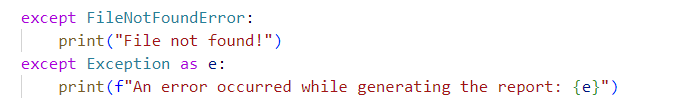 except FileNotFoundError:
    print("File not found!")
except Exception as e:
    print(f"An error occurred while generating the report: {e}")